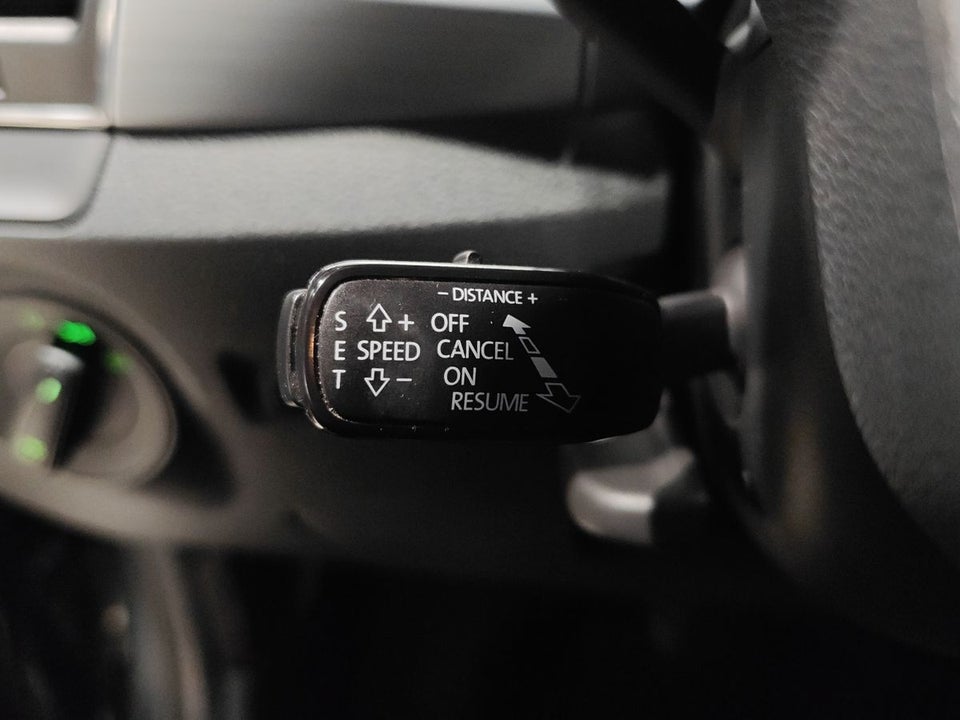 – DISTANCE +
S + OFF
E SPEED CANCEL
T – ON
RESUME